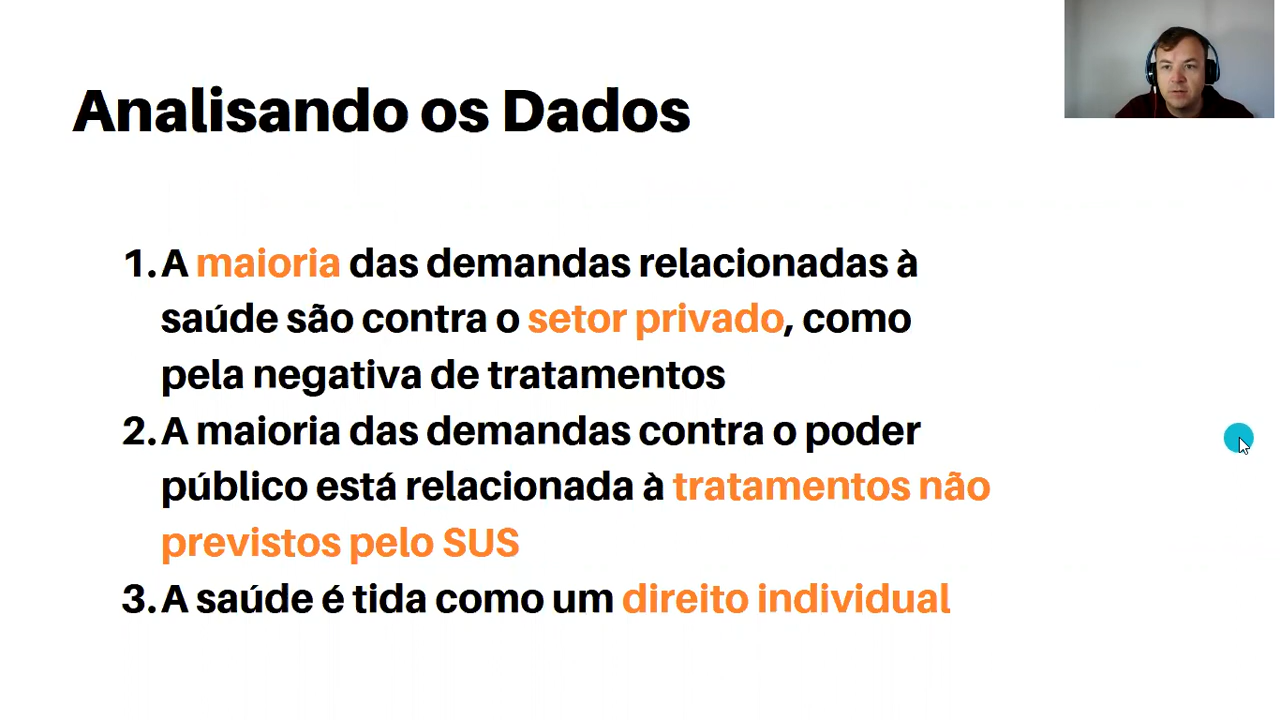 Analisando os Dados
1. A maioria das demandas relacionadas à
saúde são contra o setor privado, como
pela negativa de tratamentos
2. A maioria das demandas contra o poder
público está relacionada à tratamentos não
previstos pelo SUS
3. A saúde é tida como um direito individual